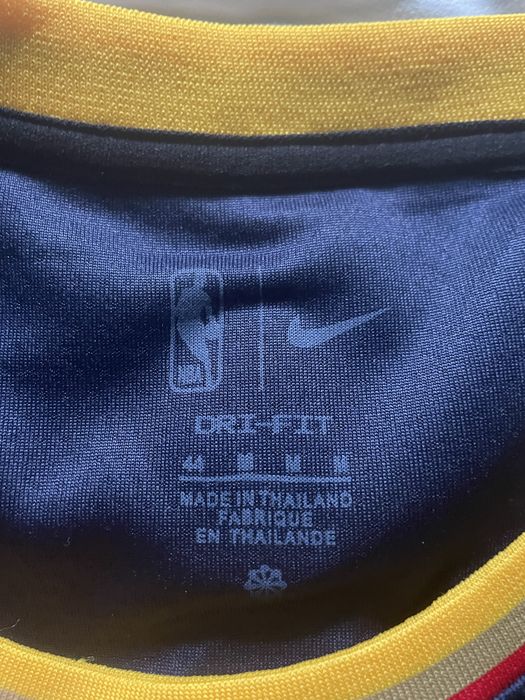 DRI-FIT
44 M M M
MADE IN THAILAND
FABRIQUE
EN THAILANDE